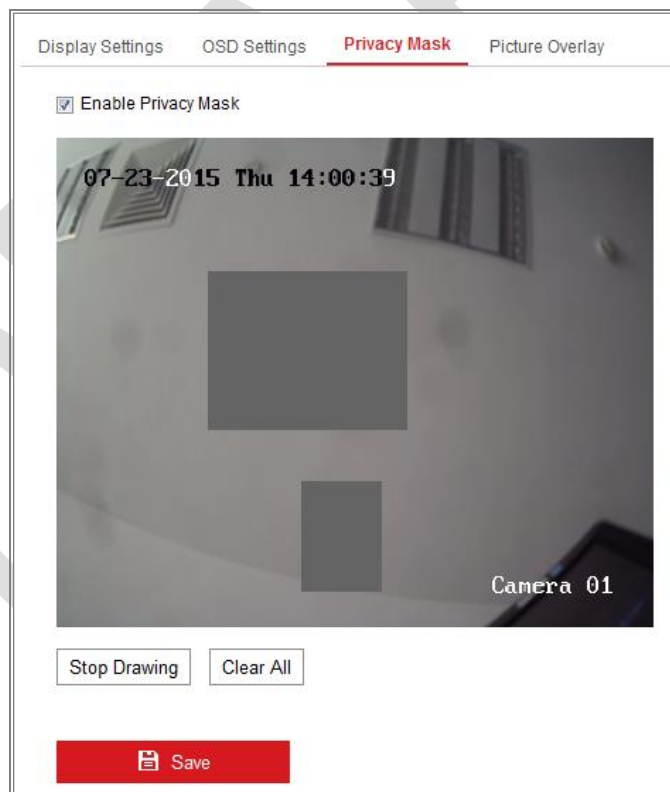 Display Settings OSD Settings Privacy Mask Picture Overlay
Enable Privacy Mask
07-23-2015 Thu 14:00:39
Camera 01
Stop Drawing Clear All
Save